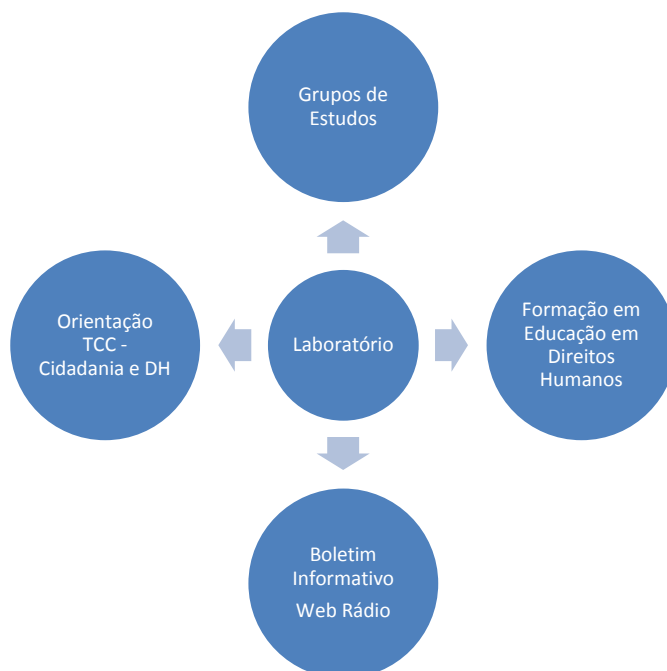 Grupos de
Estudos
Orientação
TCC -
Cidadania e DH
Laboratório
Formação em
Educação em
Direitos
Humanos
Boletim
Informativo
Web Rádio